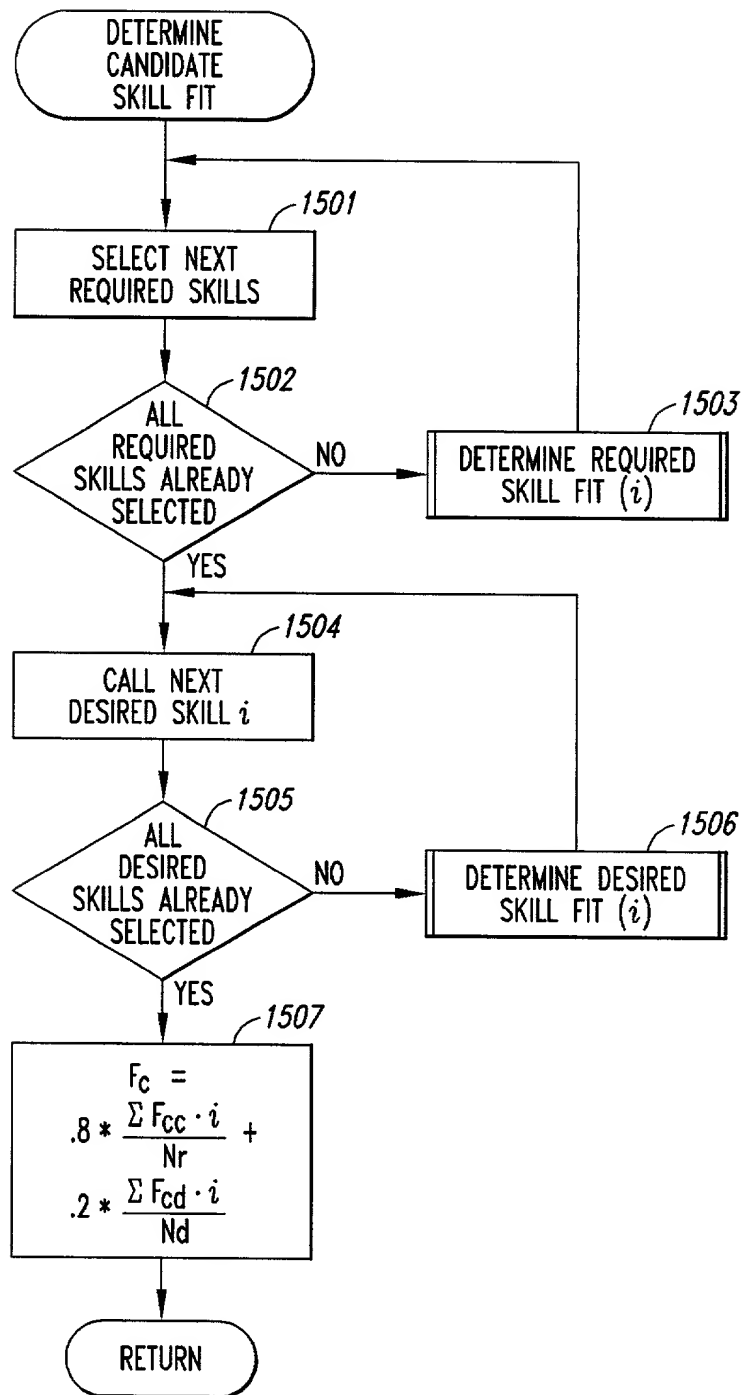 DETERMINE
CANDIDATE
SKILL FIT
1501
SELECT NEXT
REQUIRED SKILLS
1502
ALL
REQUIRED
SKILLS ALREADY
SELECTED
NO
1503
DETERMINE REQUIRED
SKILL FIT (i)
YES
1504
CALL NEXT
DESIRED SKILL i
1505
ALL
DESIRED
SKILLS ALREADY
SELECTED
NO
1506
DETERMINE DESIRED
SKILL FIT (i)
YES
1507
Fc =
.8 * Σ Fcc · i / Nr +
.2 * Σ Fcd · i / Nd
RETURN